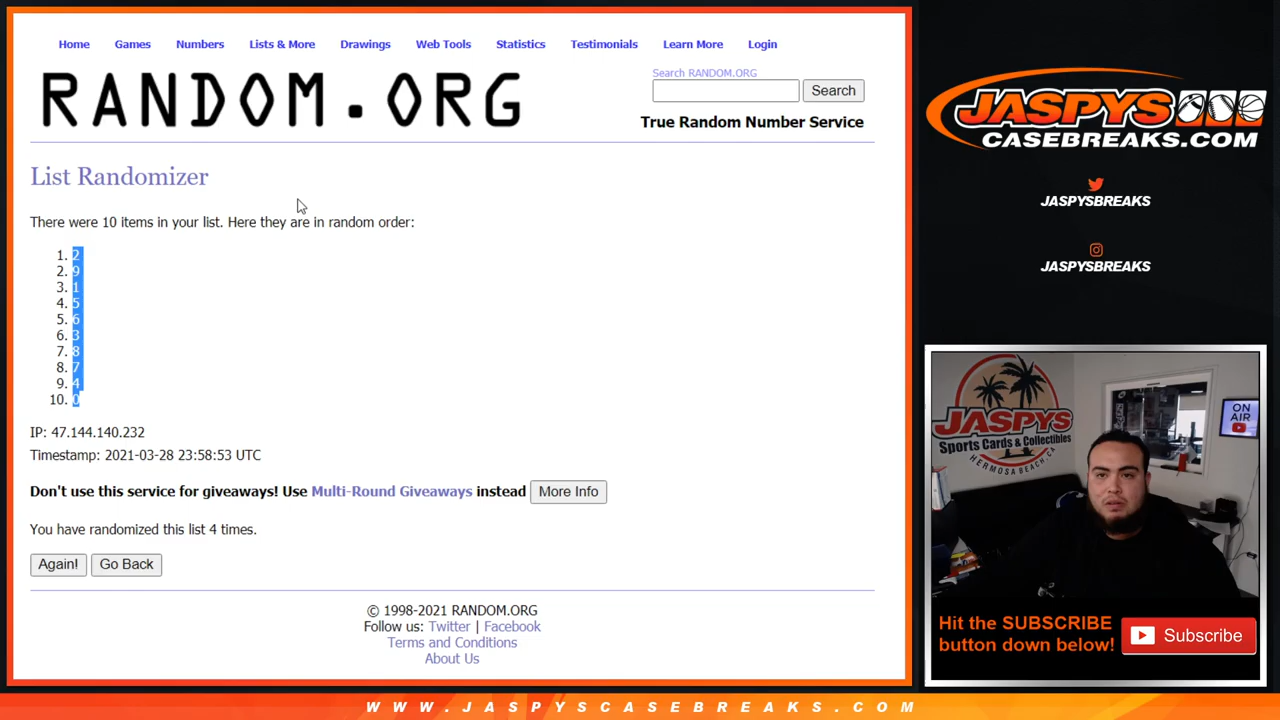 Home Games Numbers Lists & More Drawings Web Tools Statistics Testimonials Learn More Login
RANDOM.ORG
Search RANDOM.ORG
Search
True Random Number Service
List Randomizer
There were 10 items in your list. Here they are in random order:
1. 2
2. 9
3. 1
4. 5
5. 6
6. 3
7. 8
8. 7
9. 4
10. 0
IP: 47.144.140.232
Timestamp: 2021-03-28 23:58:53 UTC
Don't use this service for giveaways! Use Multi-Round Giveaways instead More Info
You have randomized this list 4 times.
Again! Go Back
© 1998-2021 RANDOM.ORG
Follow us: Twitter | Facebook
Terms and Conditions
About Us
JASPYS
CASEBREAKS.COM
JASPYSBREAKS
JASPYSBREAKS
JASPYS
Sports Cards & Collectibles
HERMOSA BEACH, CA
ON
AIR
Hit the SUBSCRIBE
button down below!
Subscribe
WWW.JASPYSCASEBREAKS.COM